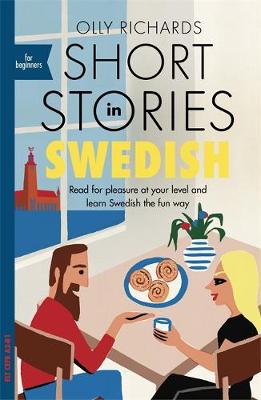 OLLY RICHARDS
for
beginners
SHORT
STORIES
in
SWEDISH
Read for pleasure at your level and
learn Swedish the fun way